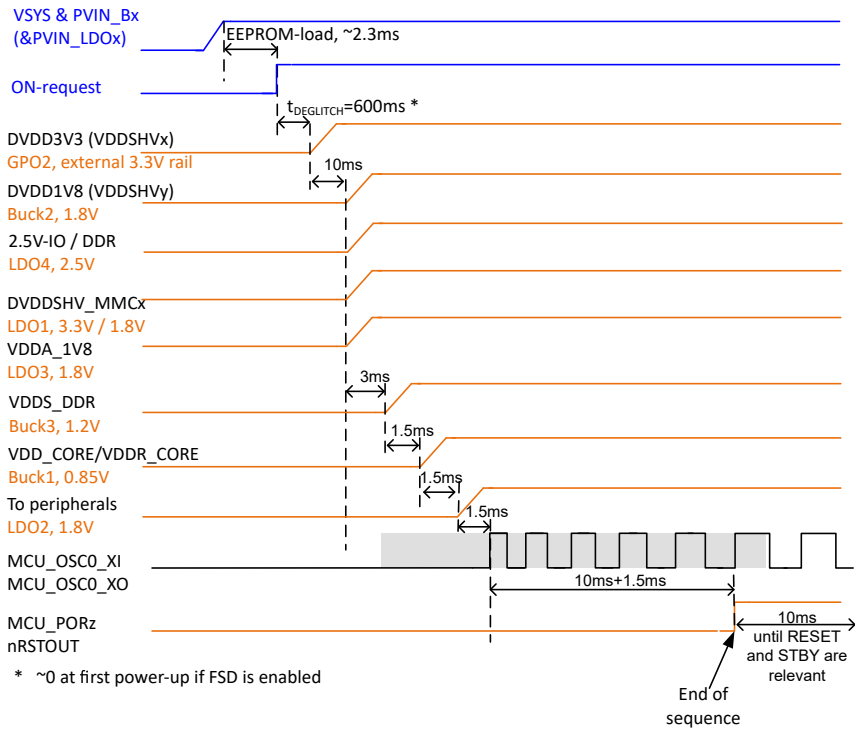 VSYS & PVIN_Bx
(&PVIN_LDOx)
EEPROM-load, ~2.3ms
ON-request
tDEGLITCH=600ms *
DVDD3V3 (VDDSHVx)
GPO2, external 3.3V rail
10ms
DVDD1V8 (VDDSHVy)
Buck2, 1.8V
2.5V-IO / DDR
LDO4, 2.5V
DVDDSHV_MMCx
LDO1, 3.3V / 1.8V
VDDA_1V8
LDO3, 1.8V
3ms
VDDS_DDR
Buck3, 1.2V
1.5ms
VDD_CORE/VDDR_CORE
Buck1, 0.85V
1.5ms
To peripherals
LDO2, 1.8V
1.5ms
MCU_OSC0_XI
MCU_OSC0_XO
10ms+1.5ms
MCU_PORz
nRSTOUT
10ms
until RESET
and STBY are
relevant
* ~0 at first power-up if FSD is enabled
End of
sequence